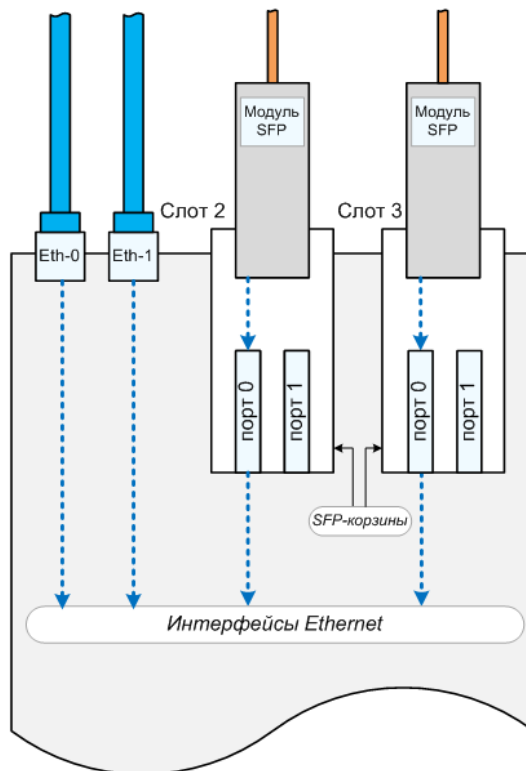 Модуль
SFP
Модуль
SFP
Слот 2
Слот 3
Eth-0
Eth-1
порт 0
порт 1
порт 0
порт 1
SFP-корзины
Интерфейсы Ethernet